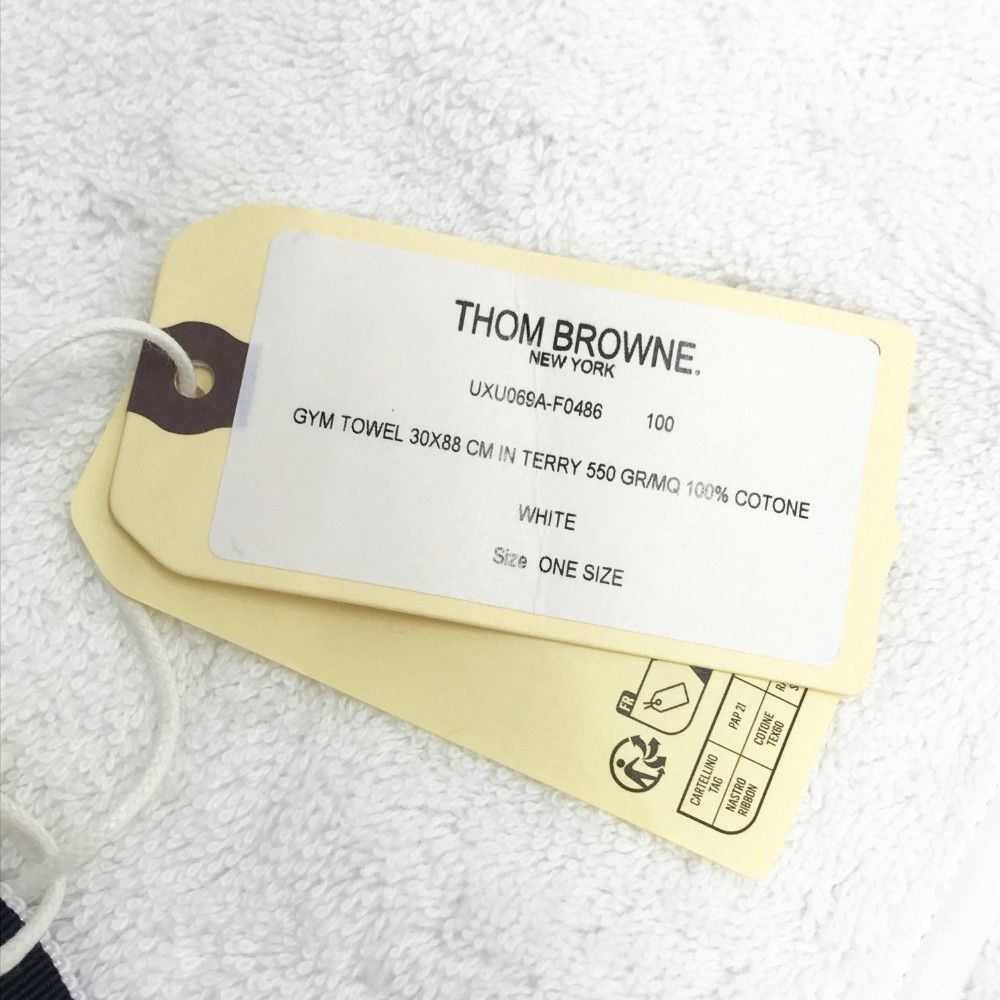 THOM BROWNE.
NEW YORK
UXU069A-F0486 100
GYM TOWEL 30X88 CM IN TERRY 550 GR/MQ 100% COTONE
WHITE
Size ONE SIZE
FR
CARTELLINO
TAG
PAP 21
NASTRO
RIBBON
COTONE
TEX60